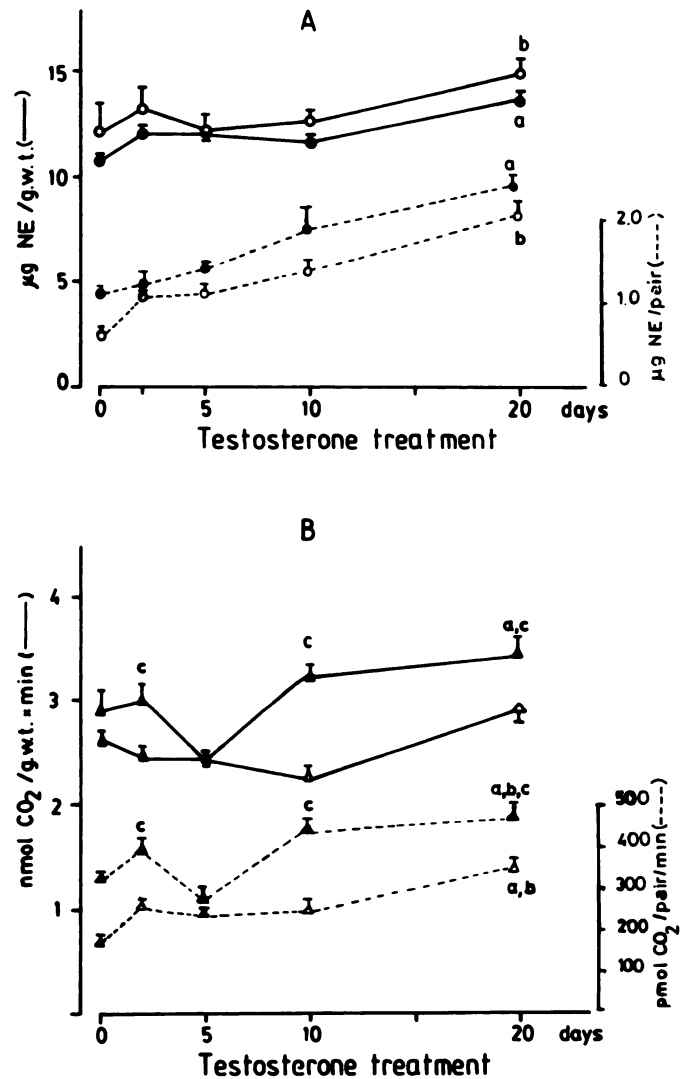 A
b
a
a
b
15
10
5
0
µg NE /g.w.t.(——)
2.0
1.0
0
µg NE /pair(----)
0 5 10 20 days
Testosterone treatment
B
c
c
a,c
c
c
a,b,c
a,b
4
3
2
1
nmol CO2 /g.w.t.×min (——)
500
400
300
200
100
pmol CO2 /pair/min(----)
0 5 10 20 days
Testosterone treatment